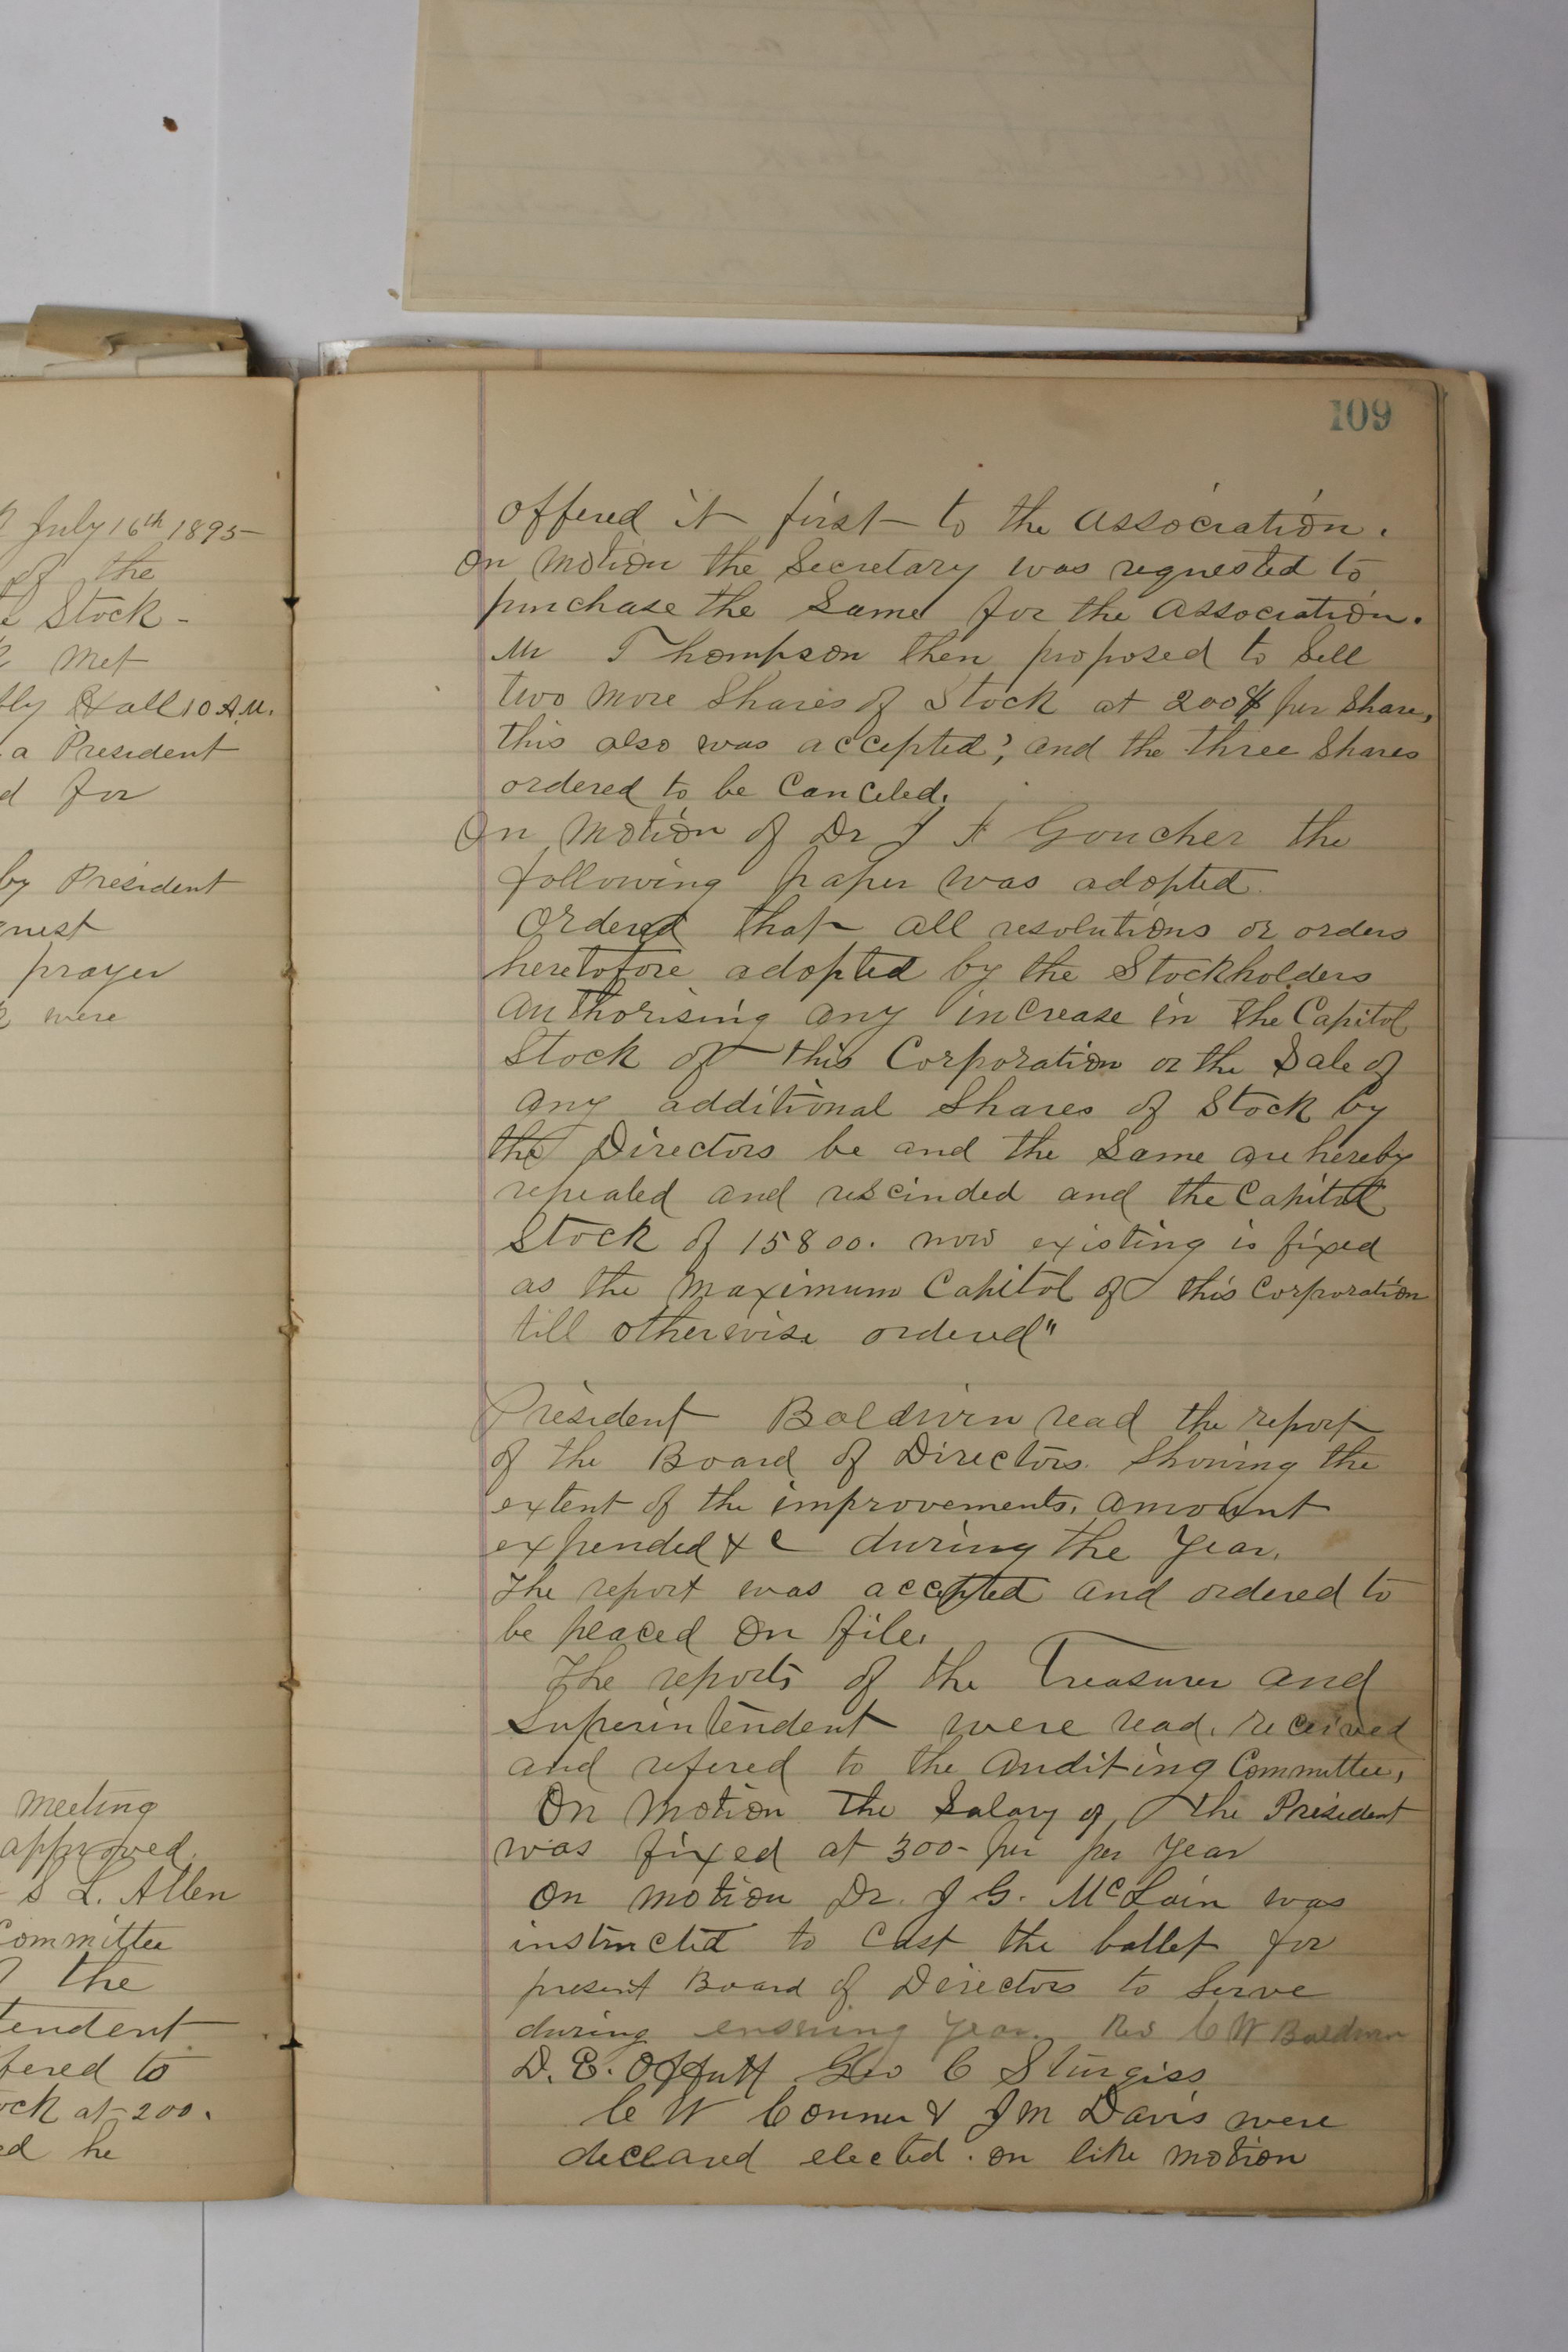 July 16th 1895-
of the
Stock -
Met
Hall 10 A.M.
a President
for
by President
prayer
were
meeting
approved.
S L. Allen
Committee
the
tendent
fered to
ock at 200.
ed he
109
offered it first to the Association.
On motion the Secretary was requested to
purchase the same for the Association.
Mr Thompson then proposed to sell
two more shares of Stock at 200$ per share,
this also was accepted, and the three shares
ordered to be canceled.
On motion of Dr J F Goucher the
following paper was adopted.
Ordered that all resolutions or orders
heretofore adopted by the Stockholders
authorising any increase in the Capitol
Stock of this Corporation or the Sale of
any additional Shares of Stock by
the Directors be and the same are hereby
repealed and rescinded and the Capitol
Stock of 15800. now existing is fixed
as the maximum Capitol of this Corporation
till otherwise ordered"
President Baldwin read the report
of the Board of Directors. Showing the
extent of the improvements, amount
expended &c during the Year.
The report was accepted and ordered to
be placed on file.
The reports of the Treasurer and
Superintendent were read, received
and refered to the Auditing Committee,
On motion the Salary of the President
was fixed at 300- per per Year
On motion Dr. J G. McLain was
instructed to cast the ballet for
present Board of Directors to serve
during ensuing year. Rev C W Baldwin
D. E. Offutt Geo C Sturgiss
C W Conner & J M Davis were
declared elected. on like motion